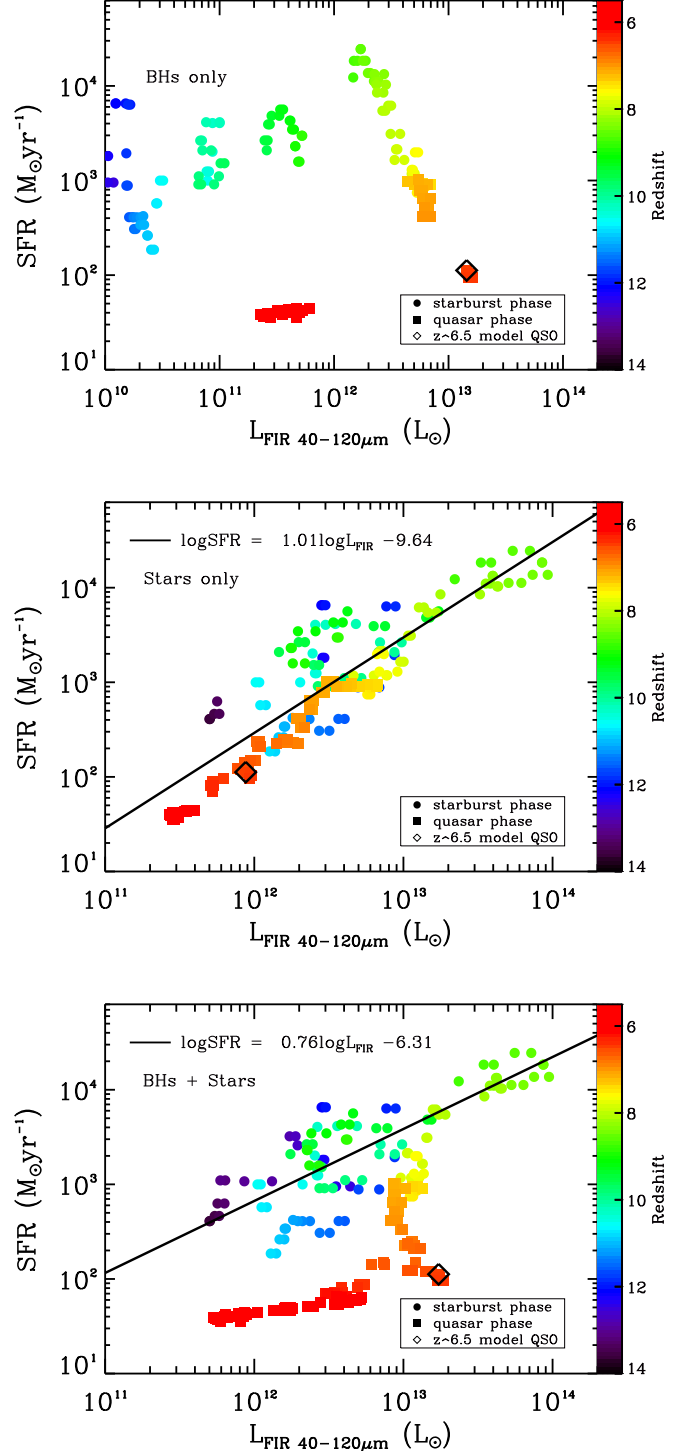 10⁴
10³
10²
10¹
SFR (M⊙yr⁻¹)
BHs only
starburst phase
quasar phase
z~6.5 model QSO
10¹⁰ 10¹¹ 10¹² 10¹³ 10¹⁴
L_FIR 40−120μm (L⊙)
6
8
10
12
14
Redshift
10⁴
10³
10²
10¹
SFR (M⊙yr⁻¹)
logSFR = 1.01logL_FIR −9.64
Stars only
starburst phase
quasar phase
z~6.5 model QSO
10¹¹ 10¹² 10¹³ 10¹⁴
L_FIR 40−120μm (L⊙)
6
8
10
12
14
Redshift
10⁴
10³
10²
10¹
SFR (M⊙yr⁻¹)
logSFR = 0.76logL_FIR −6.31
BHs + Stars
starburst phase
quasar phase
z~6.5 model QSO
10¹¹ 10¹² 10¹³ 10¹⁴
L_FIR 40−120μm (L⊙)
6
8
10
12
14
Redshift